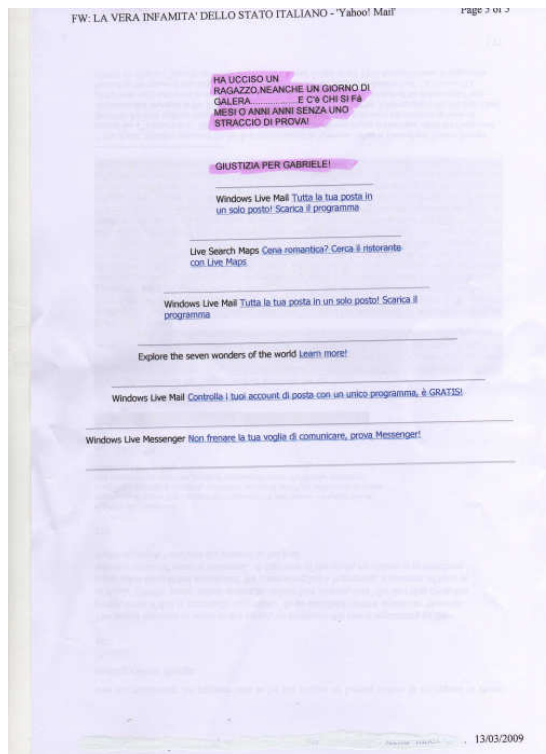 FW: LA VERA INFAMITA' DELLO STATO ITALIANO - 'Yahoo! Mail'
Page 3 of 3
HA UCCISO UN
RAGAZZO,NEANCHE UN GIORNO DI
GALERA....................E C'è CHI SI Fà
MESI O ANNI ANNI SENZA UNO
STRACCIO DI PROVA!
GIUSTIZIA PER GABRIELE!
Windows Live Mail Tutta la tua posta in
un solo posto! Scarica il programma
Live Search Maps Cena romantica? Cerca il ristorante
con Live Maps
Windows Live Mail Tutta la tua posta in un solo posto! Scarica il
programma
Explore the seven wonders of the world Learn more!
Windows Live Mail Controlla i tuoi account di posta con un unico programma, è GRATIS!
Windows Live Messenger Non frenare la tua voglia di comunicare, prova Messenger!
13/03/2009